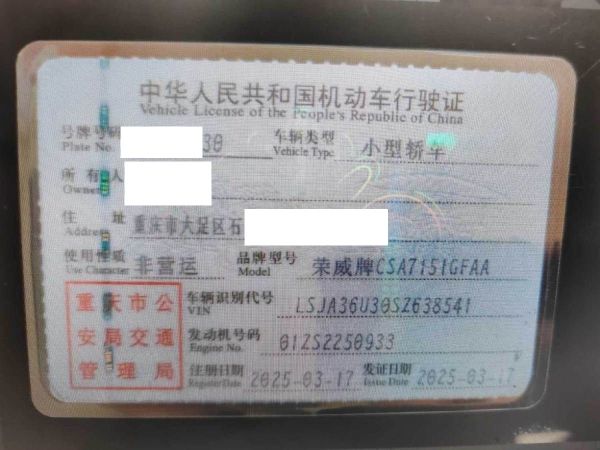 中华人民共和国机动车行驶证
Vehicle License of the People's Republic of China
号牌号码 30 车辆类型 小型轿车
Plate No. Vehicle Type
所有人
Owner
住址 重庆市大足区石
Address
使用性质 非营运 品牌型号 荣威牌CSA7151GFAA
Use Character Model
重庆市公安局交通管理局
车辆识别代号 LSJA36U30SZ638541
VIN
发动机号码 01ZS2250933
Engine No.
注册日期 2025-03-17 发证日期 2025-03-17
Register Date Issue Date